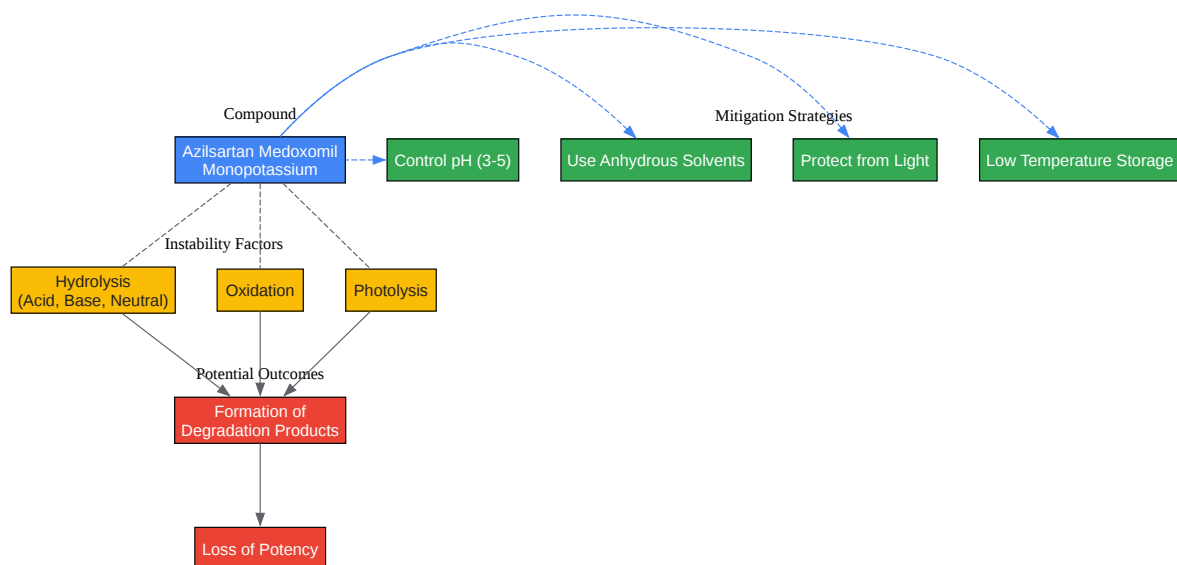 Compound
Mitigation Strategies
Azilsartan Medoxomil
Monopotassium
Control pH (3-5)
Use Anhydrous Solvents
Protect from Light
Low Temperature Storage
Instability Factors
Hydrolysis
(Acid, Base, Neutral)
Oxidation
Photolysis
Potential Outcomes
Formation of
Degradation Products
Loss of Potency